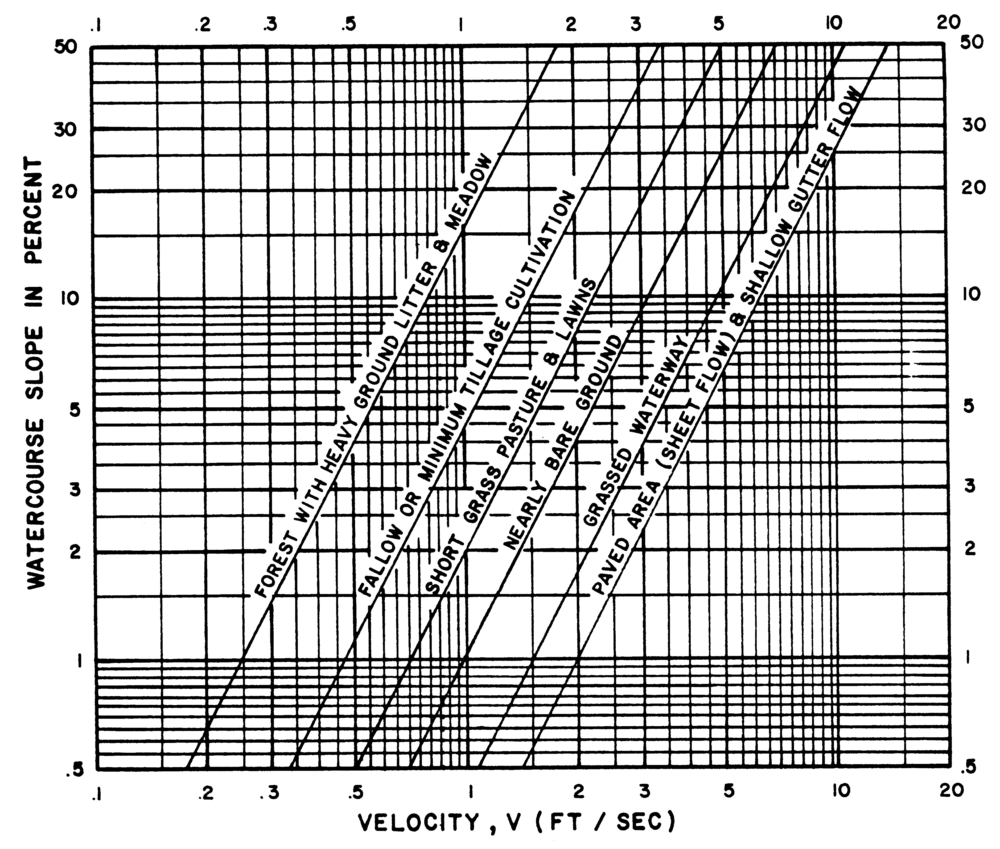 .1 .2 .3 .5 1 2 3 5 10 20
50 50
30 30
20 20
10 10
5 5
3 3
2 2
1 1
.5 .5
WATERCOURSE SLOPE IN PERCENT
FOREST WITH HEAVY GROUND LITTER & MEADOW
FALLOW OR MINIMUM TILLAGE CULTIVATION
SHORT GRASS PASTURE & LAWNS
NEARLY BARE GROUND
GRASSED WATERWAY
PAVED AREA (SHEET FLOW) & SHALLOW GUTTER FLOW
.1 .2 .3 .5 1 2 3 5 10 20
VELOCITY, V (FT / SEC)